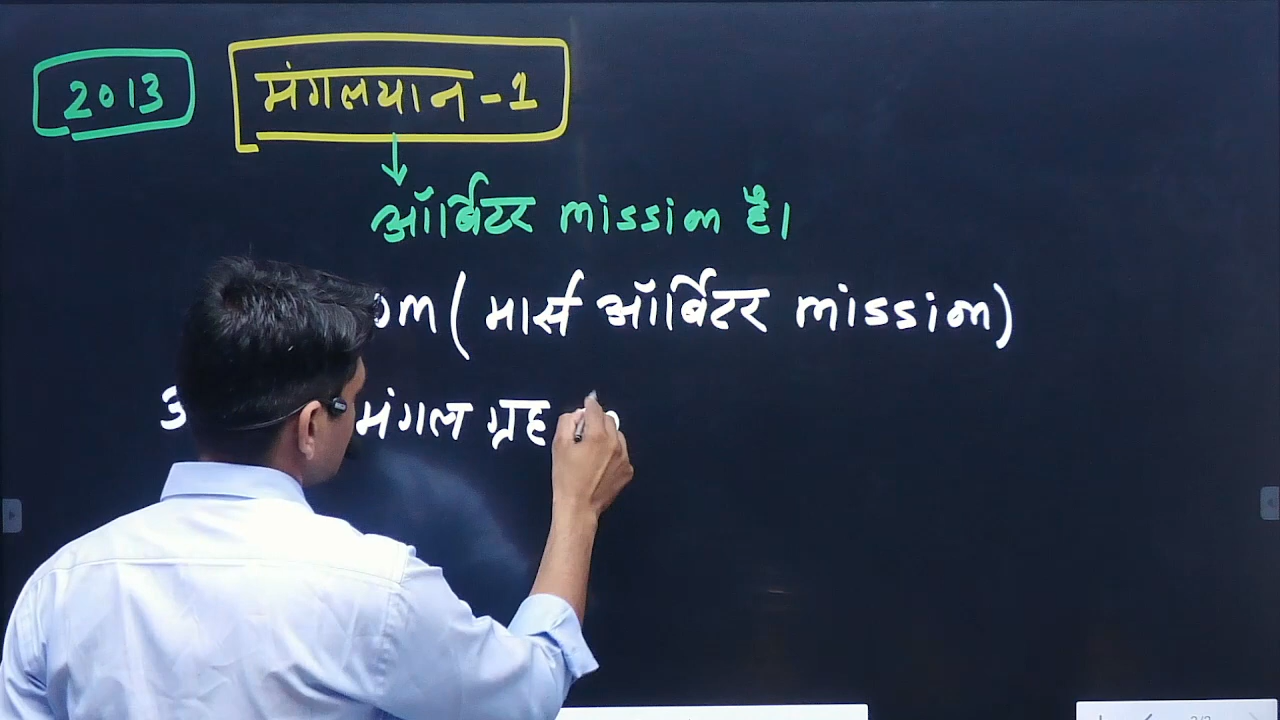 2013 मंगलयान-1
ऑर्बिटर mission है।
om (मार्स ऑर्बिटर mission)
मंगल ग्रह